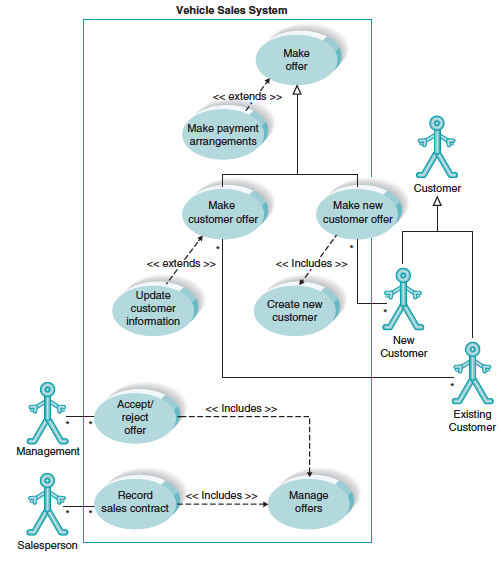 Vehicle Sales System
Make
offer
<< extends >>
Make payment
arrangements
Customer
Make
customer offer
Make new
customer offer
*
*
<< extends >>
<< Includes >>
Update
customer
information
Create new
customer
*
New
Customer
*
Existing
Customer
Accept/
reject
offer
<< Includes >>
*
*
Management
Record
sales contract
<< Includes >>
Manage
offers
*
*
Salesperson